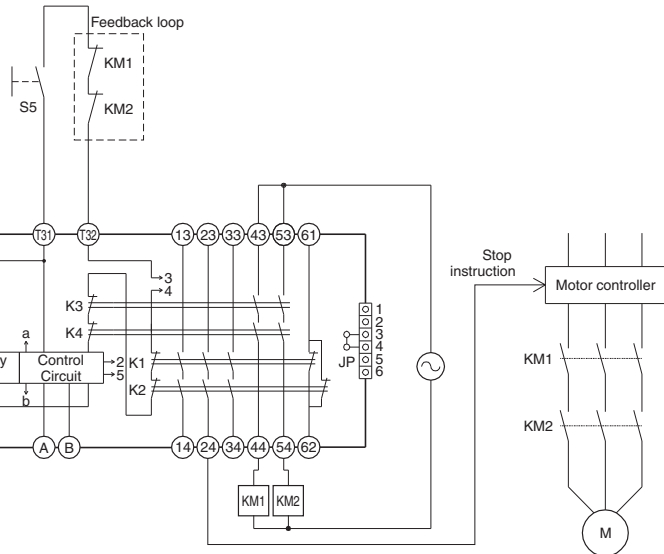 Feedback loop
KM1
KM2
S5
T31 T32 13 23 33 43 53 61
3
4
K3
K4
a
y
Control
Circuit
2
5
b
K1
K2
JP
1
2
3
4
5
6
A B 14 24 34 44 54 62
KM1 KM2
Stop
instruction
Motor controller
KM1
KM2
M